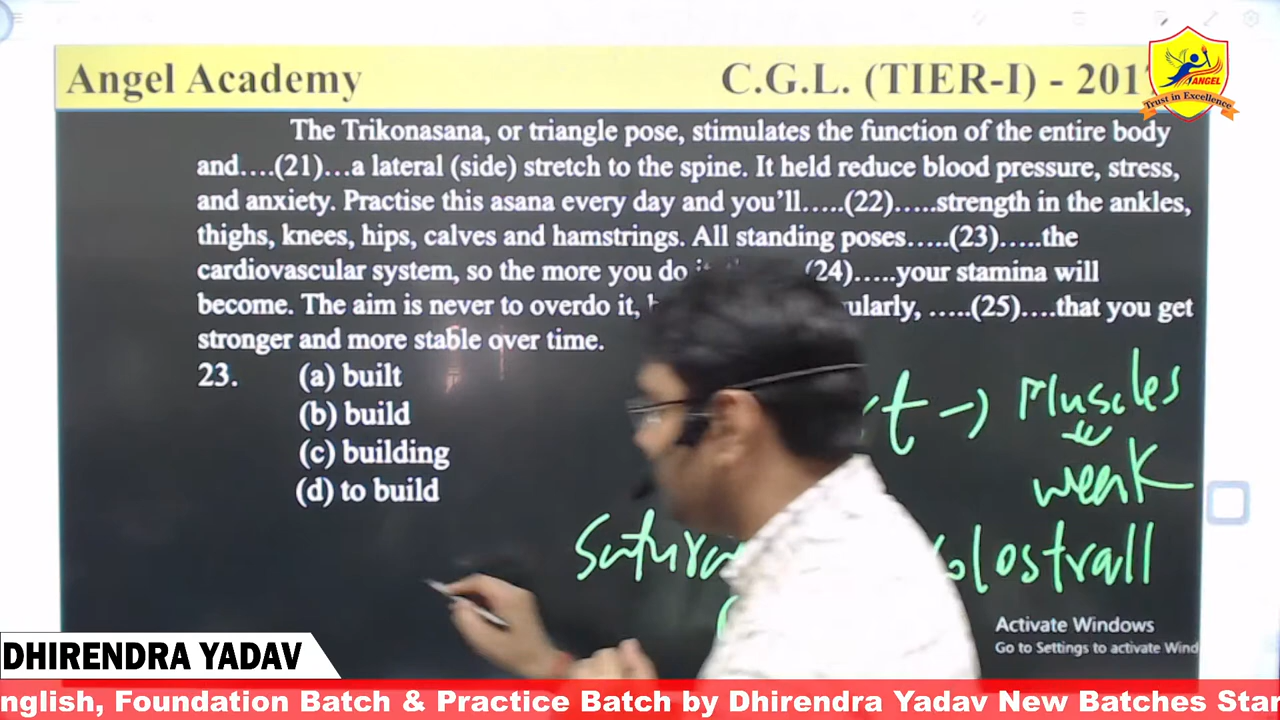 Angel Academy
C.G.L. (TIER-I) - 201
ANGEL
Trust in Excellence
The Trikonasana, or triangle pose, stimulates the function of the entire body
and....(21)...a lateral (side) stretch to the spine. It held reduce blood pressure, stress,
and anxiety. Practise this asana every day and you'll.....(22).....strength in the ankles,
thighs, knees, hips, calves and hamstrings. All standing poses.....(23).....the
cardiovascular system, so the more you do (24).....your stamina will
become. The aim is never to overdo it, .....(25)....that you get
stronger and more stable over time.
23.
(a) built
(b) build
(c) building
(d) to build
Muscles
weak
Activate Windows
Go to Settings to activate Wind
DHIRENDRA YADAV
nglish, Foundation Batch & Practice Batch by Dhirendra Yadav New Batches Star